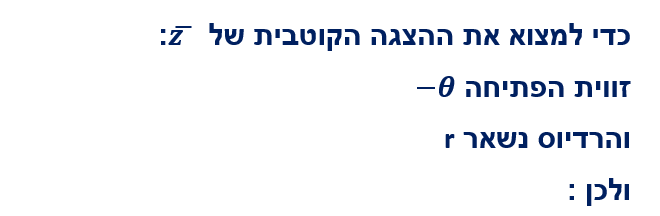 כדי למצוא את ההצגה הקוטבית של z̅:
זווית הפתיחה −θ
והרדיוס נשאר r
ולכן :